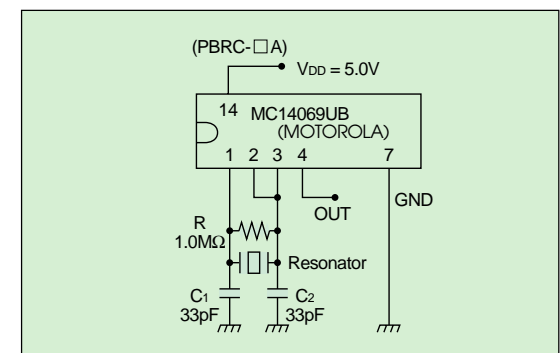 (PBRC-□A)
VDD = 5.0V
14 MC14069UB
(MOTOROLA)
1 2 3 4 7
OUT
GND
R
1.0MΩ
Resonator
C1
33pF
C2
33pF